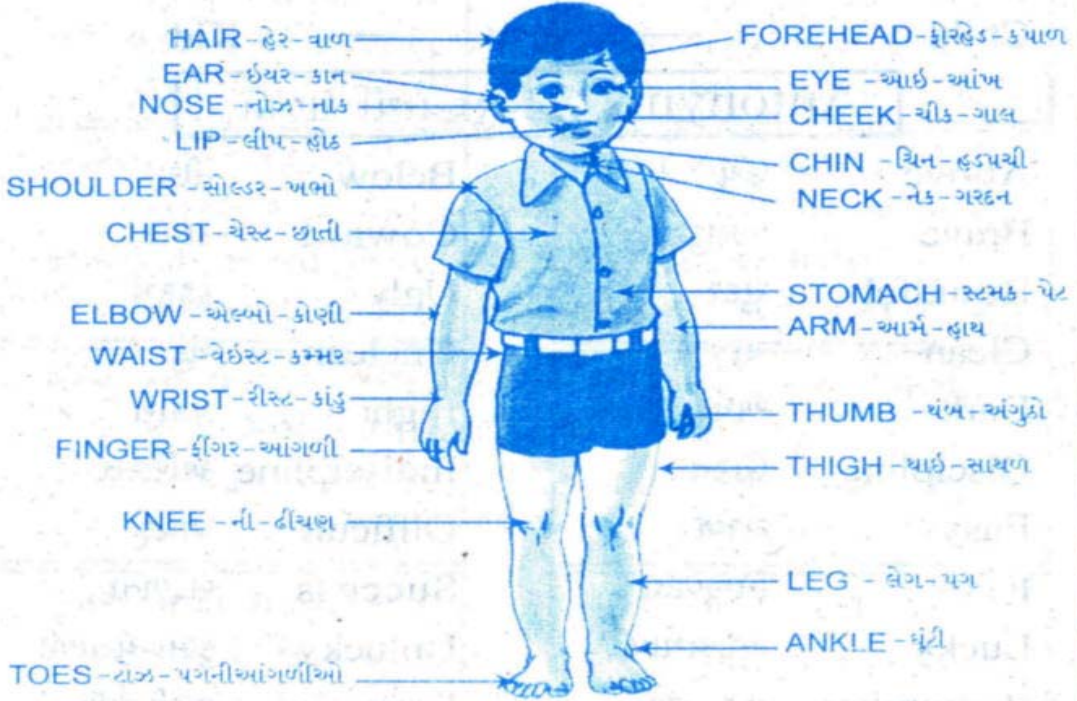 HAIR - હેર - વાળ
EAR - ઇયર - કાન
NOSE - નોઝ - નાક
LIP - લીપ - હોઠ
SHOULDER - સોલ્ડર - ખભો
CHEST - ચેસ્ટ - છાતી
ELBOW - એલ્બો - કોણી
WAIST - વેઇસ્ટ - કમ્મર
WRIST - રીસ્ટ - કાંડુ
FINGER - ફીંગર - આંગળી
KNEE - ની - ઢીંચણ
TOES - ટોઝ - પગનીઆંગળીઓ
FOREHEAD - ફોરહેડ - કપાળ
EYE - આઇ - આંખ
CHEEK - ચીક - ગાલ
CHIN - ચિન - હડપચી
NECK - નેક - ગરદન
STOMACH - સ્ટમક - પેટ
ARM - આર્મ - હાથ
THUMB - થંબ - અંગુઠો
THIGH - થાઇ - સાથળ
LEG - લેગ - પગ
ANKLE - ઘુંટી
Below
Success